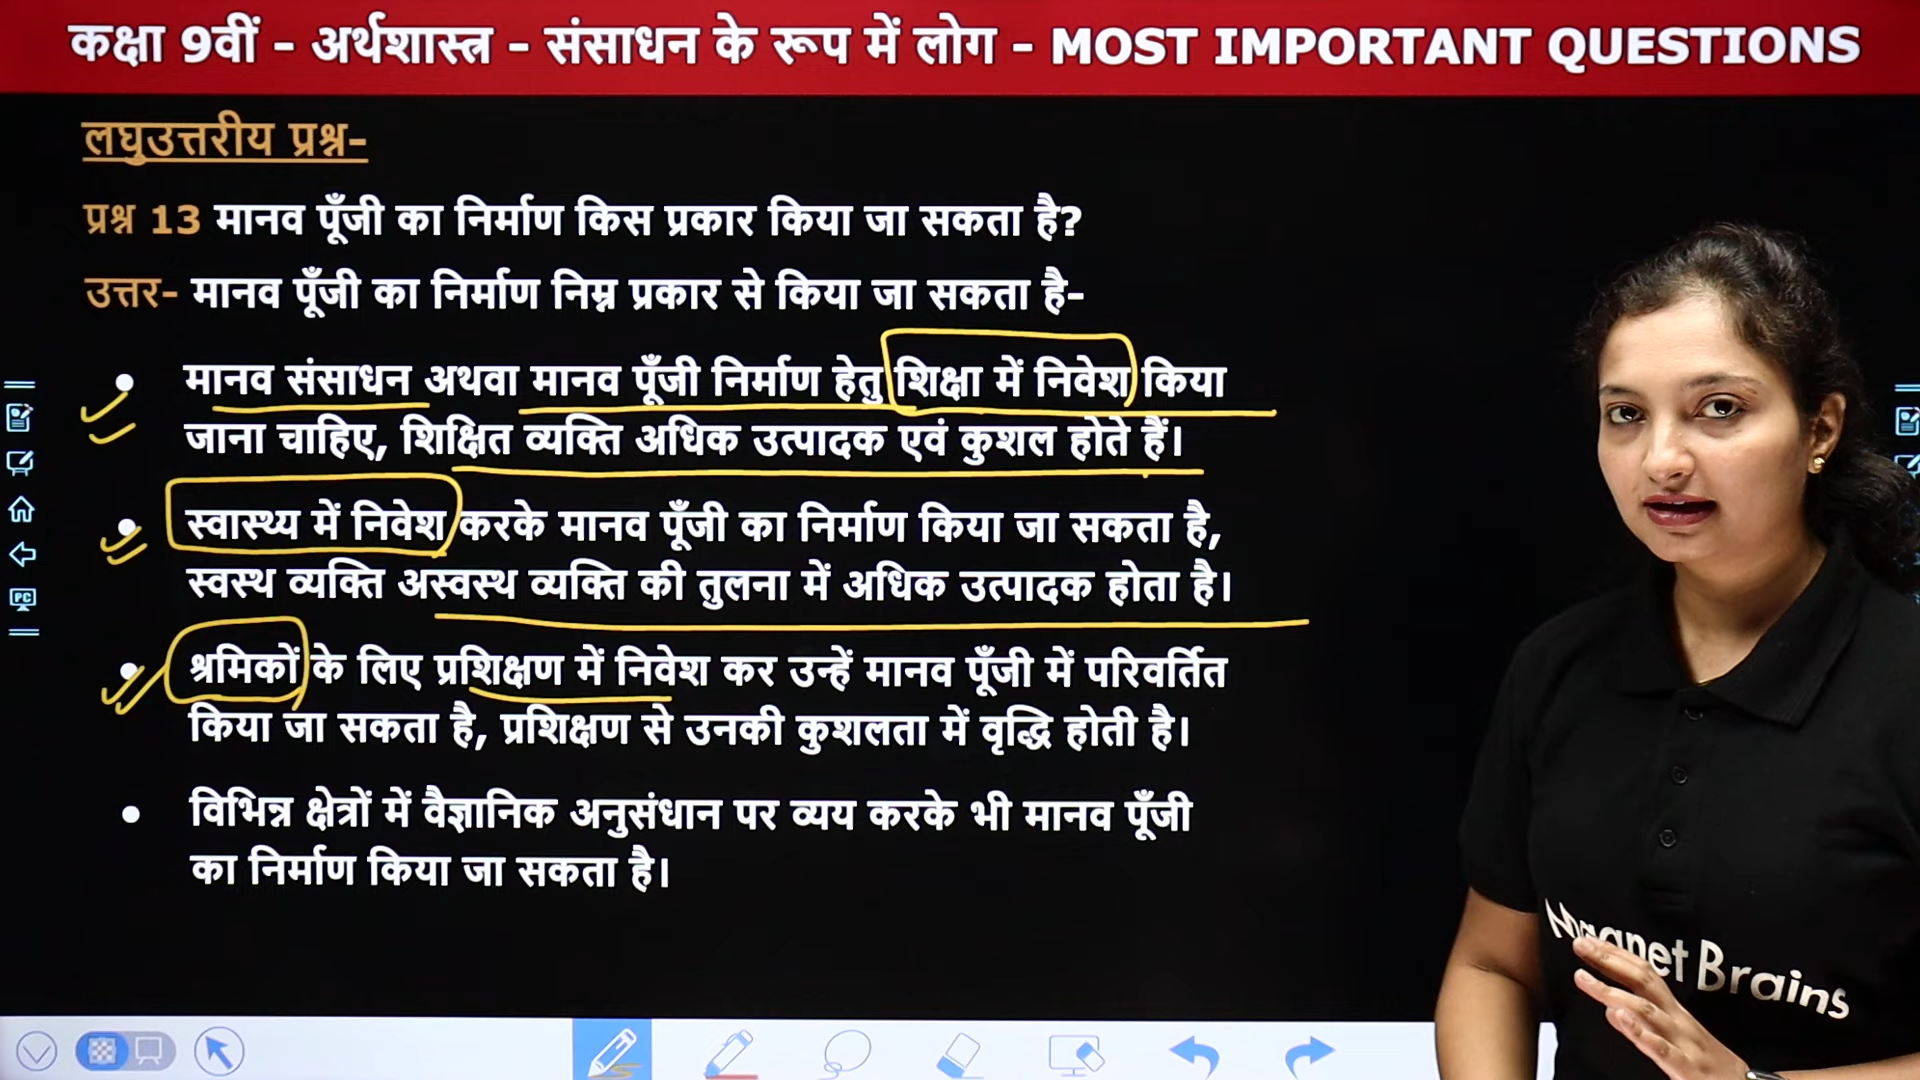 कक्षा 9वीं - अर्थशास्त्र - संसाधन के रूप में लोग - MOST IMPORTANT QUESTIONS
लघुउत्तरीय प्रश्न-
प्रश्न 13 मानव पूँजी का निर्माण किस प्रकार किया जा सकता है?
उत्तर- मानव पूँजी का निर्माण निम्न प्रकार से किया जा सकता है-
• मानव संसाधन अथवा मानव पूँजी निर्माण हेतु शिक्षा में निवेश किया
जाना चाहिए, शिक्षित व्यक्ति अधिक उत्पादक एवं कुशल होते हैं।
• स्वास्थ्य में निवेश करके मानव पूँजी का निर्माण किया जा सकता है,
स्वस्थ व्यक्ति अस्वस्थ व्यक्ति की तुलना में अधिक उत्पादक होता है।
• श्रमिकों के लिए प्रशिक्षण में निवेश कर उन्हें मानव पूँजी में परिवर्तित
किया जा सकता है, प्रशिक्षण से उनकी कुशलता में वृद्धि होती है।
• विभिन्न क्षेत्रों में वैज्ञानिक अनुसंधान पर व्यय करके भी मानव पूँजी
का निर्माण किया जा सकता है।
PC
Magnet Brains